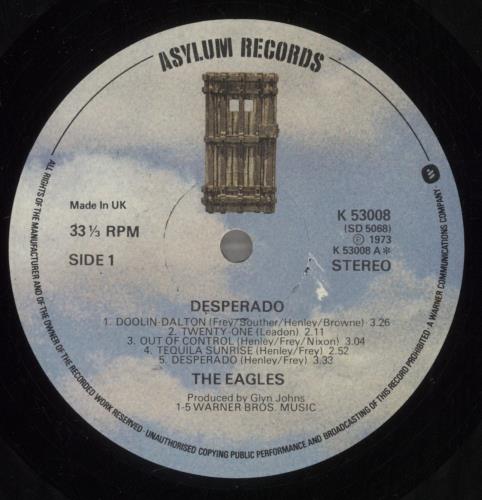 ASYLUM RECORDS
Made In UK
33 ⅓ RPM
SIDE 1
K 53008
(SD 5068)
Ⓟ 1973
K 53008 A*
STEREO
DESPERADO
1. DOOLIN-DALTON (Frey/Souther/Henley/Browne) 3.26
2. TWENTY-ONE (Leadon) 2.11
3. OUT OF CONTROL (Henley/Frey/Nixon) 3.04
4. TEQUILA SUNRISE (Henley/Frey) 2.52
5. DESPERADO (Henley/Frey) 3.33
THE EAGLES
Produced by Glyn Johns
1-5 WARNER BROS. MUSIC
ALL RIGHTS OF THE MANUFACTURER AND OF THE OWNER OF THE RECORDED WORK RESERVED · UNAUTHORISED COPYING PUBLIC PERFORMANCE AND BROADCASTING OF THIS RECORD PROHIBITED · A WARNER COMMUNICATIONS COMPANY ·